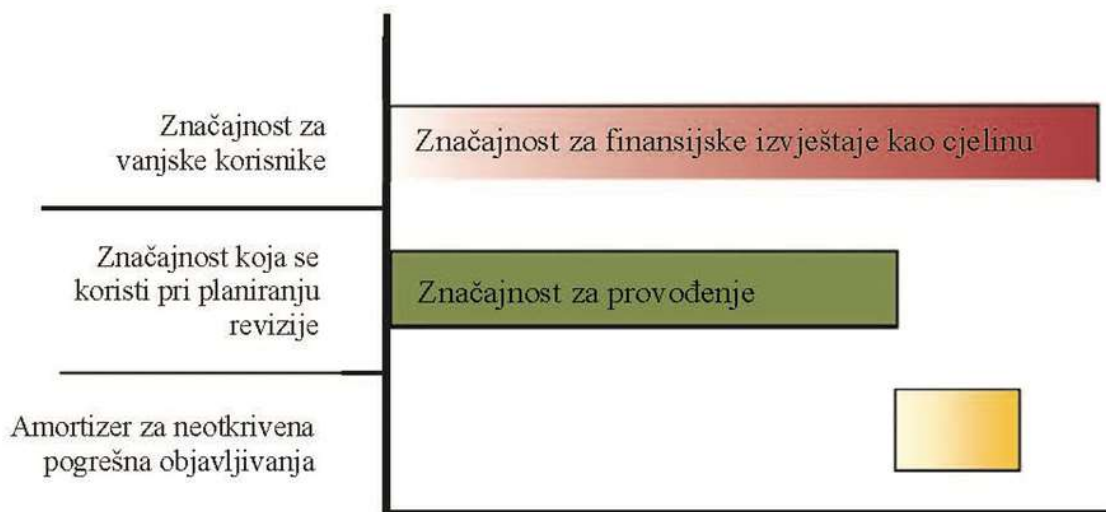 Značajnost za
vanjske korisnike
Značajnost za finansijske izvještaje kao cjelinu
Značajnost koja se
koristi pri planiranju
revizije
Značajnost za provođenje
Amortizer za neotkrivena
pogrešna objavljivanja